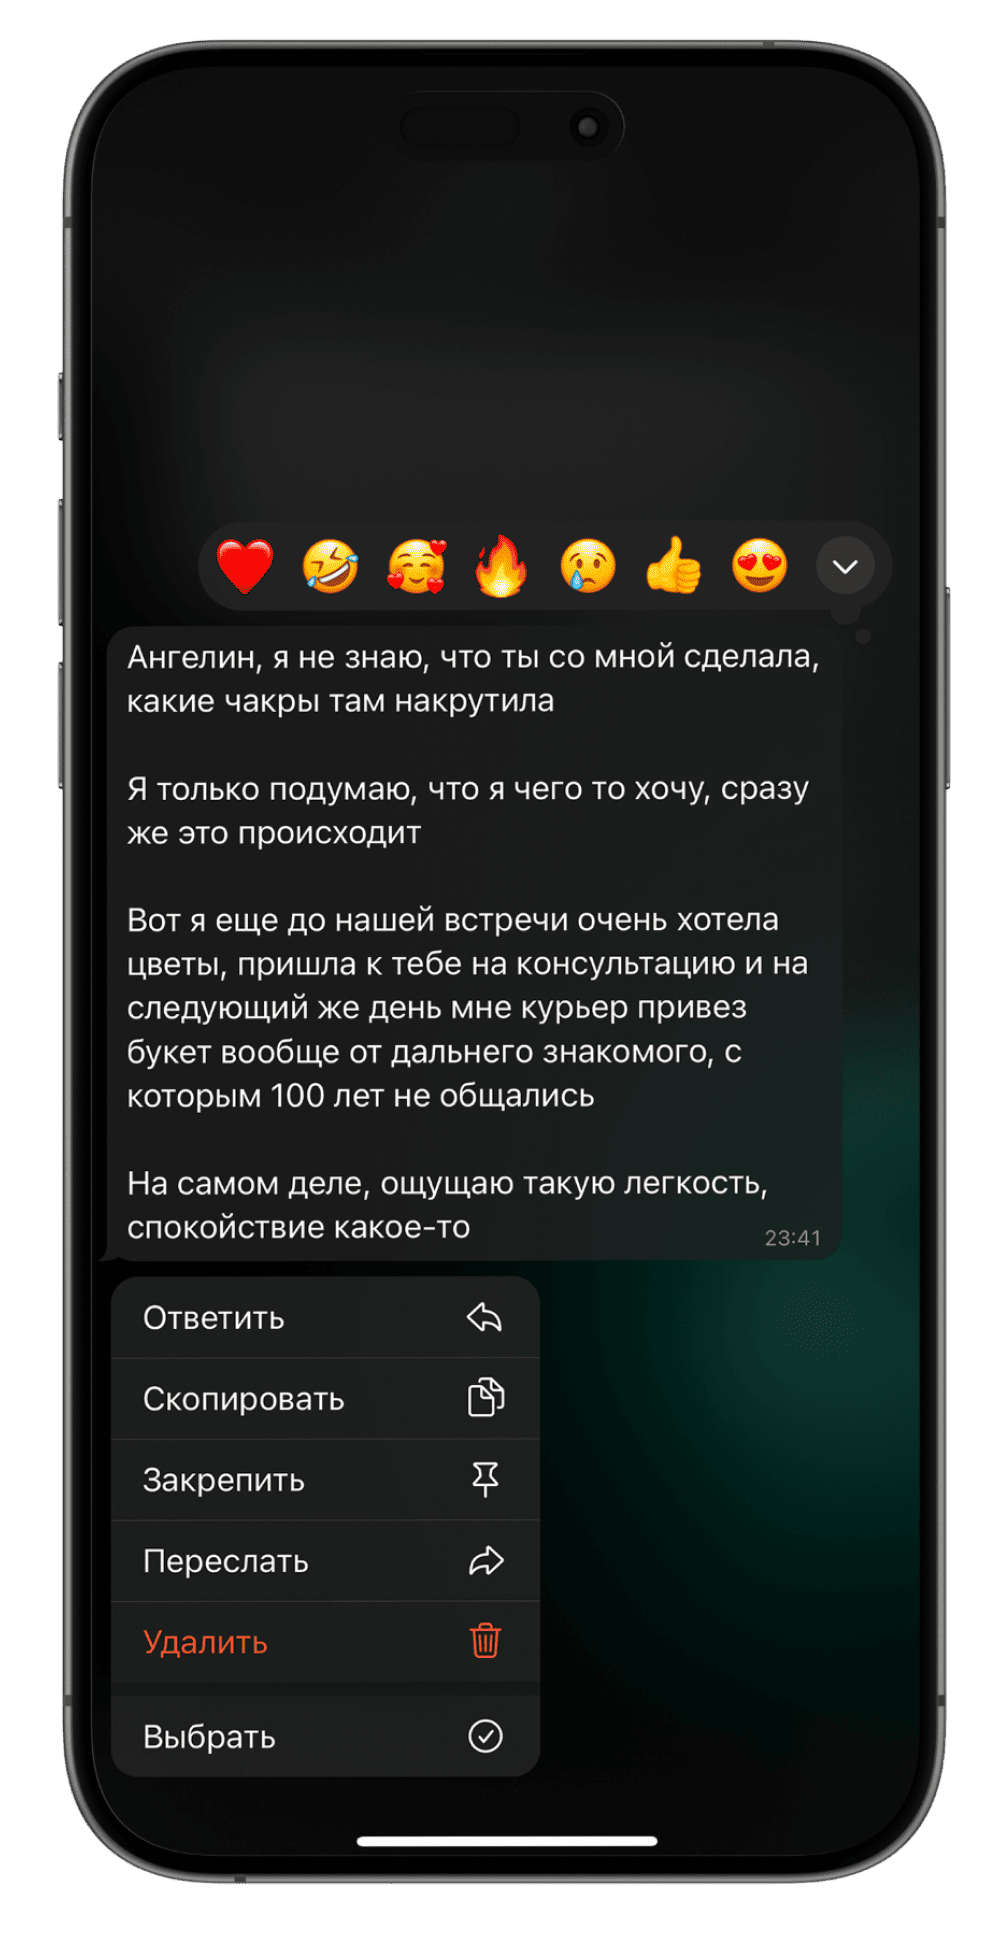 Ангелин, я не знаю, что ты со мной сделала,
какие чакры там накрутила
Я только подумаю, что я чего то хочу, сразу
же это происходит
Вот я еще до нашей встречи очень хотела
цветы, пришла к тебе на консультацию и на
следующий же день мне курьер привез
букет вообще от дальнего знакомого, с
которым 100 лет не общались
На самом деле, ощущаю такую легкость,
спокойствие какое-то
23:41
Ответить
Скопировать
Закрепить
Переслать
Удалить
Выбрать